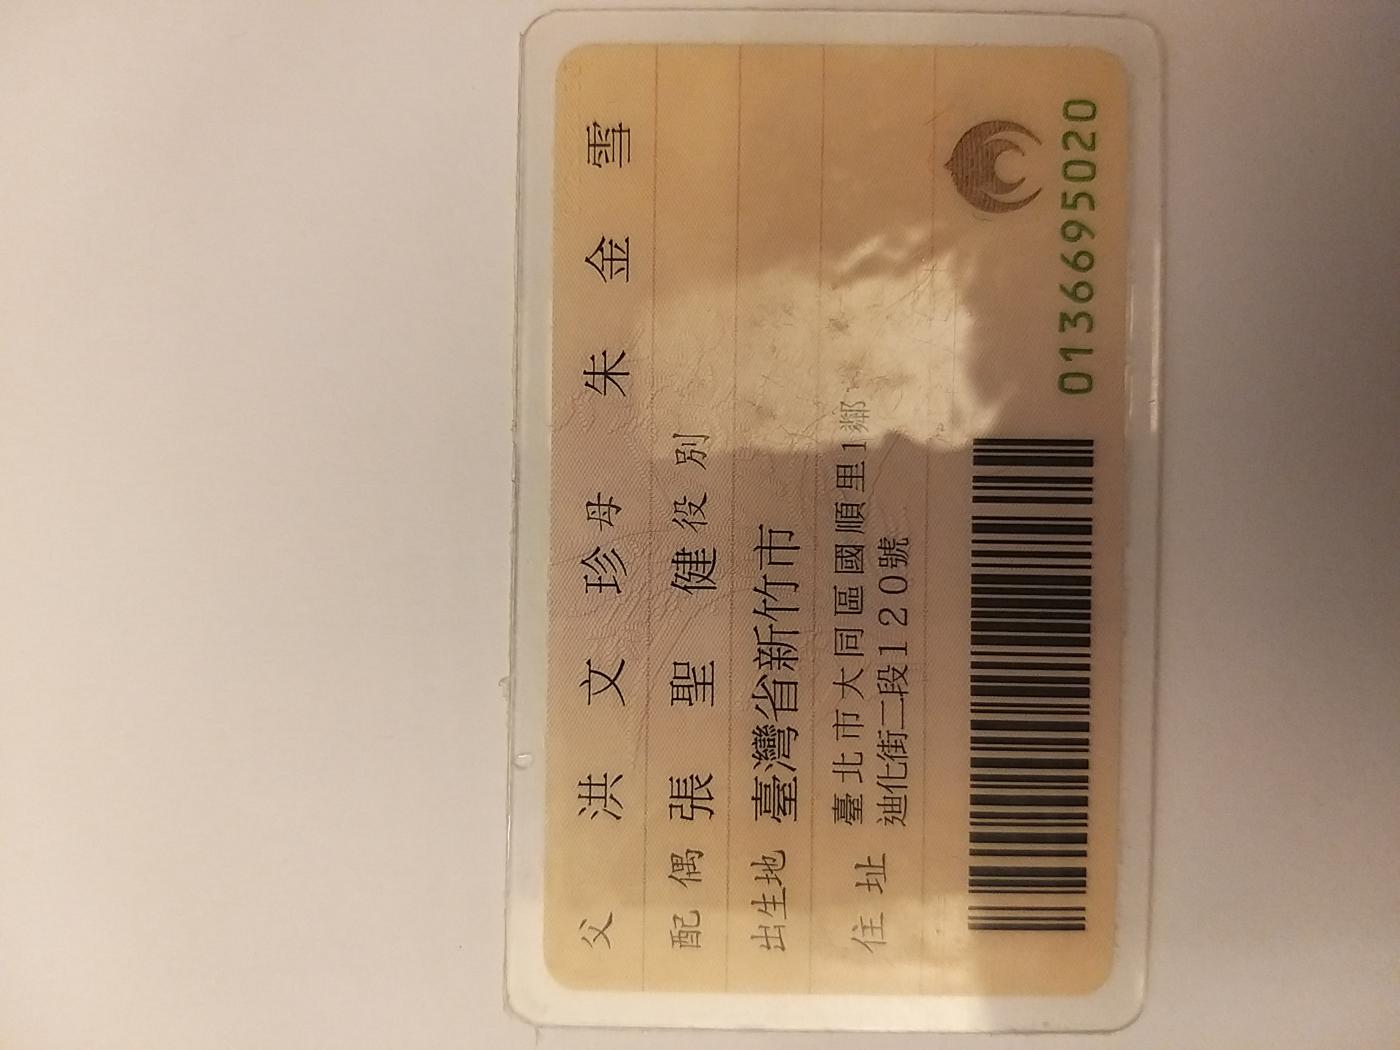 父 洪文珍 母 朱金雪
配偶 張聖健 役別
出生地 臺灣省新竹市
住址 臺北市大同區國順里1鄰
迪化街二段120號
0136695020